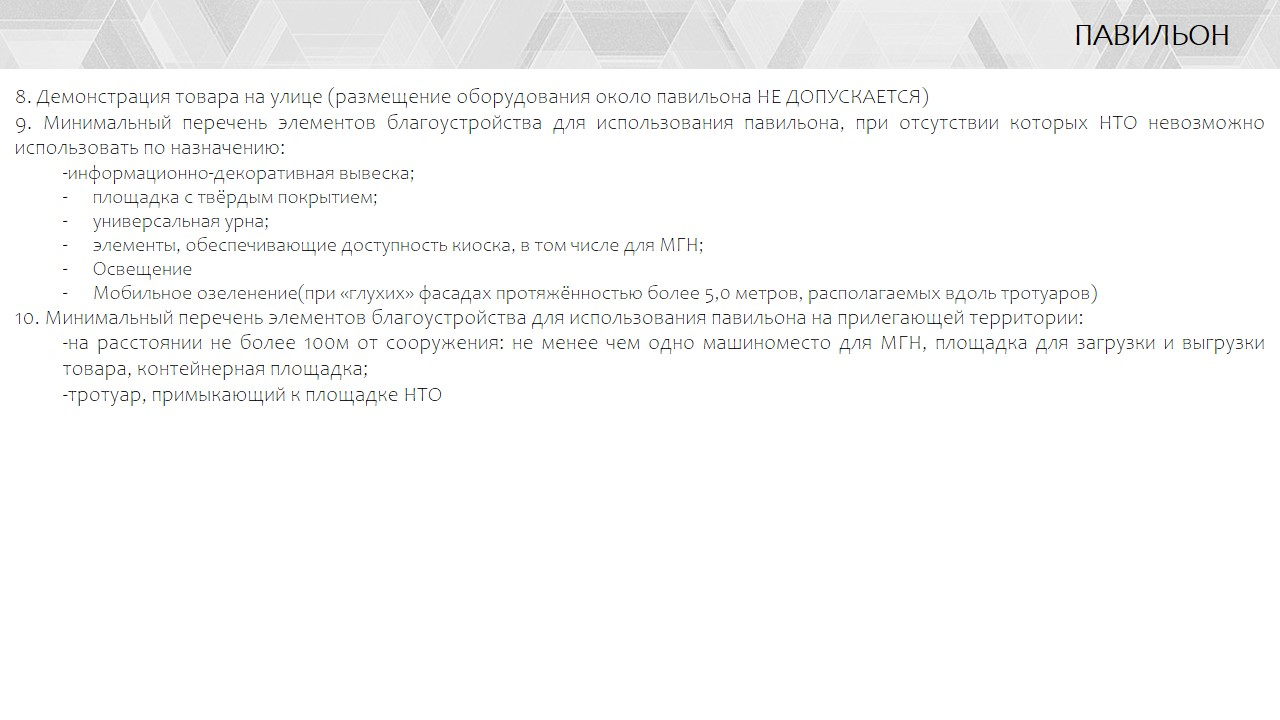 ПАВИЛЬОН
8. Демонстрация товара на улице (размещение оборудования около павильона НЕ ДОПУСКАЕТСЯ)
9. Минимальный перечень элементов благоустройства для использования павильона, при отсутствии которых НТО невозможно
использовать по назначению:
-информационно-декоративная вывеска;
- площадка с твёрдым покрытием;
- универсальная урна;
- элементы, обеспечивающие доступность киоска, в том числе для МГН;
- Освещение
- Мобильное озеленение(при «глухих» фасадах протяжённостью более 5,0 метров, располагаемых вдоль тротуаров)
10. Минимальный перечень элементов благоустройства для использования павильона на прилегающей территории:
-на расстоянии не более 100м от сооружения: не менее чем одно машиноместо для МГН, площадка для загрузки и выгрузки
товара, контейнерная площадка;
-тротуар, примыкающий к площадке НТО